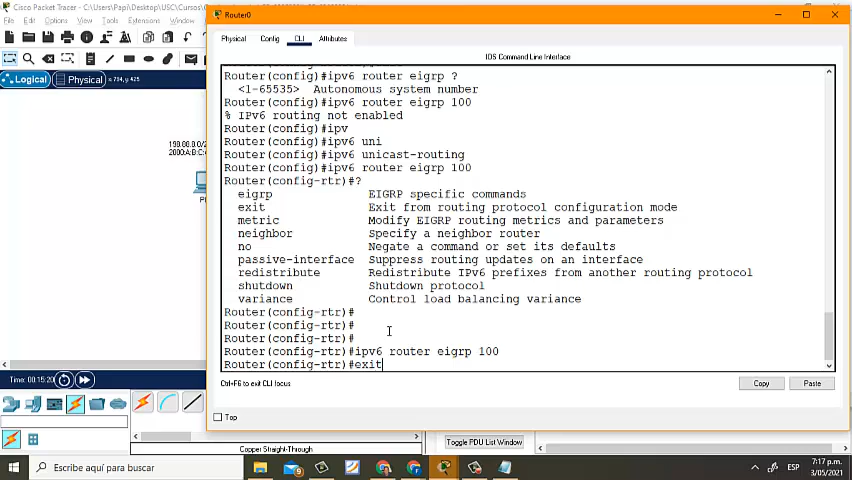 Cisco Packet Tracer - C:\Users\Papi\Desktop\USC\Cursos
File Edit Options View Tools Extensions Window
Logical
Physical
x: 794, y: 425
Router0
Physical Config CLI Attributes
IOS Command Line Interface
Router(config)#ipv6 router eigrp ?
<1-65535> Autonomous system number
Router(config)#ipv6 router eigrp 100
% IPv6 routing not enabled
Router(config)#ipv
Router(config)#ipv6 uni
Router(config)#ipv6 unicast-routing
Router(config)#ipv6 router eigrp 100
Router(config-rtr)#?
eigrp EIGRP specific commands
exit Exit from routing protocol configuration mode
metric Modify EIGRP routing metrics and parameters
neighbor Specify a neighbor router
no Negate a command or set its defaults
passive-interface Suppress routing updates on an interface
redistribute Redistribute IPv6 prefixes from another routing protocol
shutdown Shutdown protocol
variance Control load balancing variance
Router(config-rtr)#
Router(config-rtr)#
Router(config-rtr)#
Router(config-rtr)#ipv6 router eigrp 100
Router(config-rtr)#exit
Ctrl+F6 to exit CLI focus
Copy
Paste
Top
Time: 00:15:20
Copper Straight-Through
Toggle PDU List Window
Escribe aquí para buscar
ESP
7:17 p.m.
3/05/2021